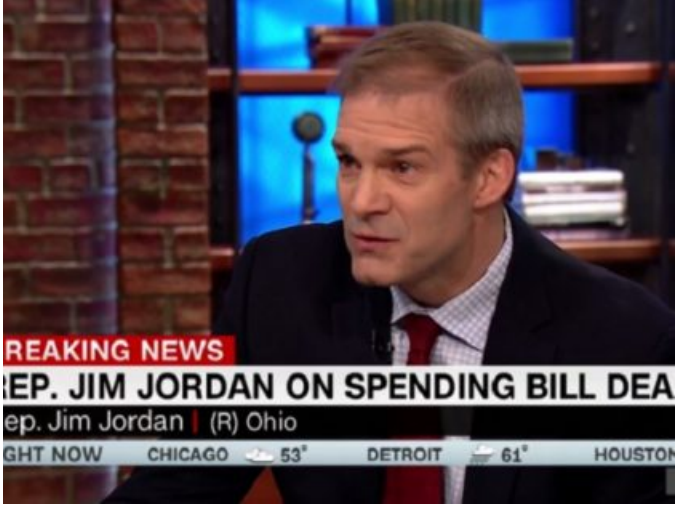 REAKING NEWS
EP. JIM JORDAN ON SPENDING BILL DEA
ep. Jim Jordan | (R) Ohio
GHT NOW CHICAGO 53° DETROIT 61° HOUSTON